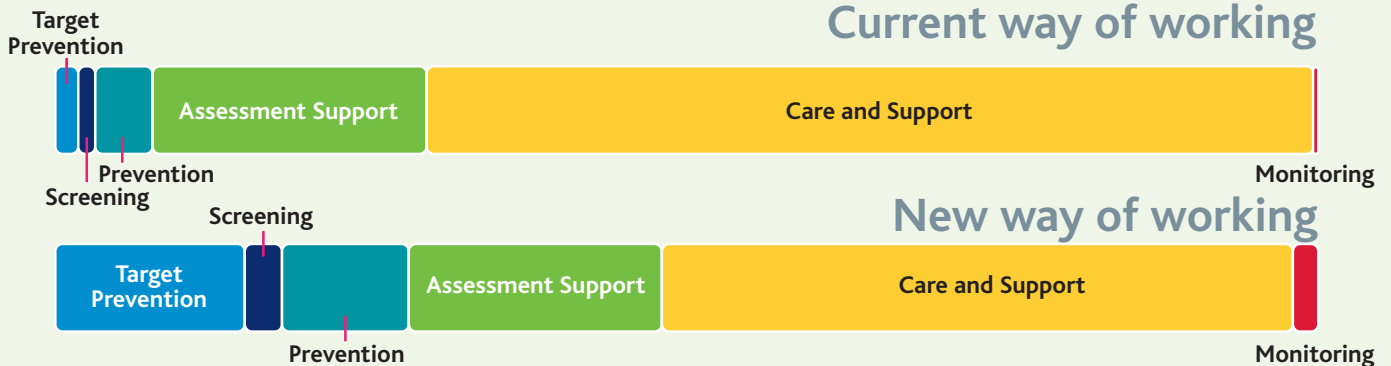 Current way of working
Target
Prevention
Assessment Support
Care and Support
Prevention
Screening
Monitoring
New way of working
Screening
Target
Prevention
Assessment Support
Care and Support
Prevention
Monitoring